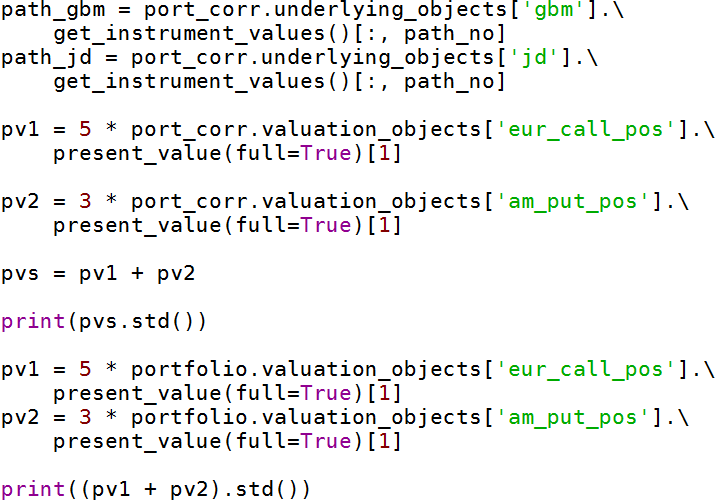 path_gbm = port_corr.underlying_objects['gbm'].\
    get_instrument_values()[:, path_no]
path_jd = port_corr.underlying_objects['jd'].\
    get_instrument_values()[:, path_no]

pv1 = 5 * port_corr.valuation_objects['eur_call_pos'].\
    present_value(full=True)[1]

pv2 = 3 * port_corr.valuation_objects['am_put_pos'].\
    present_value(full=True)[1]

pvs = pv1 + pv2

print(pvs.std())

pv1 = 5 * portfolio.valuation_objects['eur_call_pos'].\
    present_value(full=True)[1]
pv2 = 3 * portfolio.valuation_objects['am_put_pos'].\
    present_value(full=True)[1]

print((pv1 + pv2).std())